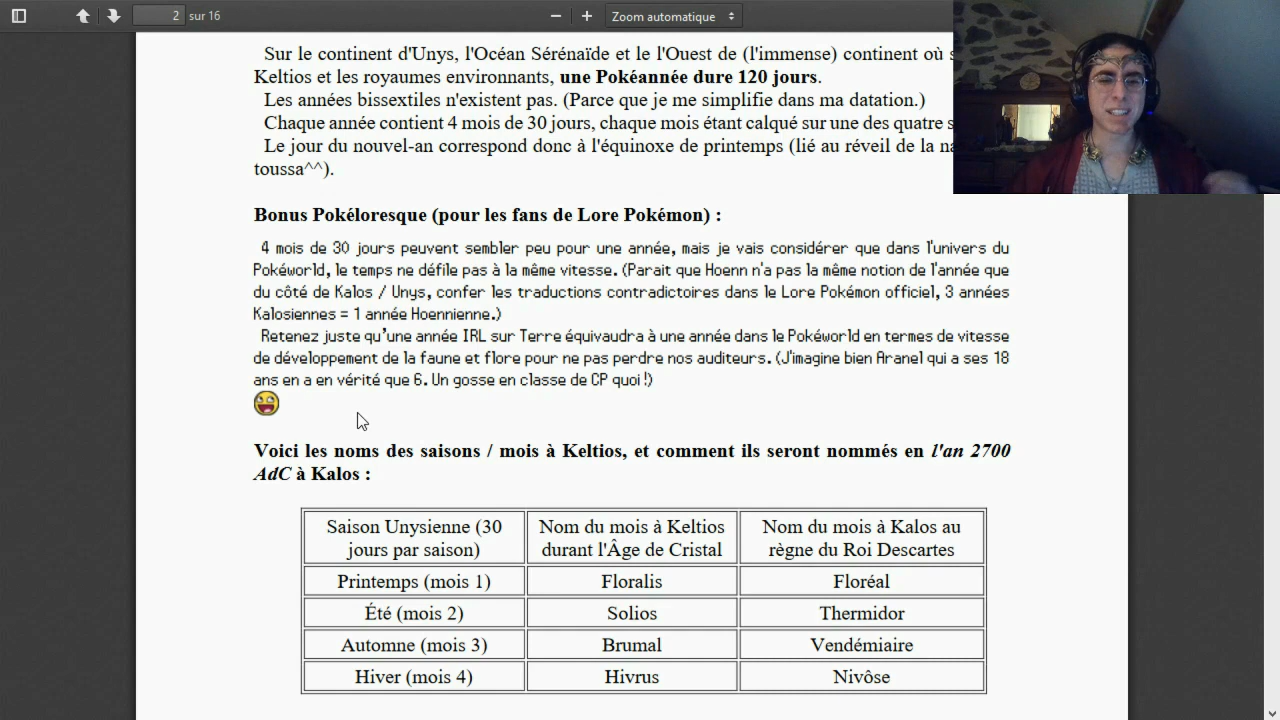 2 sur 16
Zoom automatique
Sur le continent d'Unys, l'Océan Sérénaïde et le l'Ouest de (l'immense) continent où
Keltios et les royaumes environnants, une Pokéannée dure 120 jours.
Les années bissextiles n'existent pas. (Parce que je me simplifie dans ma datation.)
Chaque année contient 4 mois de 30 jours, chaque mois étant calqué sur une des quatre
Le jour du nouvel-an correspond donc à l'équinoxe de printemps (lié au réveil de la
toussa^^).
Bonus Pokéloresque (pour les fans de Lore Pokémon) :
4 mois de 30 jours peuvent sembler peu pour une année, mais je vais considérer que dans l'univers du
Pokéworld, le temps ne défile pas à la même vitesse. (Parait que Hoenn n'a pas la même notion de l'année que
du côté de Kalos / Unys, confer les traductions contradictoires dans le Lore Pokémon officiel, 3 années
Kalosiennes = 1 année Hoennienne.)
Retenez juste qu'une année IRL sur Terre équivaudra à une année dans le Pokéworld en termes de vitesse
de développement de la faune et flore pour ne pas perdre nos auditeurs. (J'imagine bien Aranel qui a ses 18
ans en a en vérité que 6. Un gosse en classe de CP quoi !)
Voici les noms des saisons / mois à Keltios, et comment ils seront nommés en l'an 2700
AdC à Kalos :
Saison Unysienne (30 jours par saison) Nom du mois à Keltios durant l'Âge de Cristal Nom du mois à Kalos au règne du Roi Descartes
Printemps (mois 1) Floralis Floréal
Été (mois 2) Solios Thermidor
Automne (mois 3) Brumal Vendémiaire
Hiver (mois 4) Hivrus Nivôse